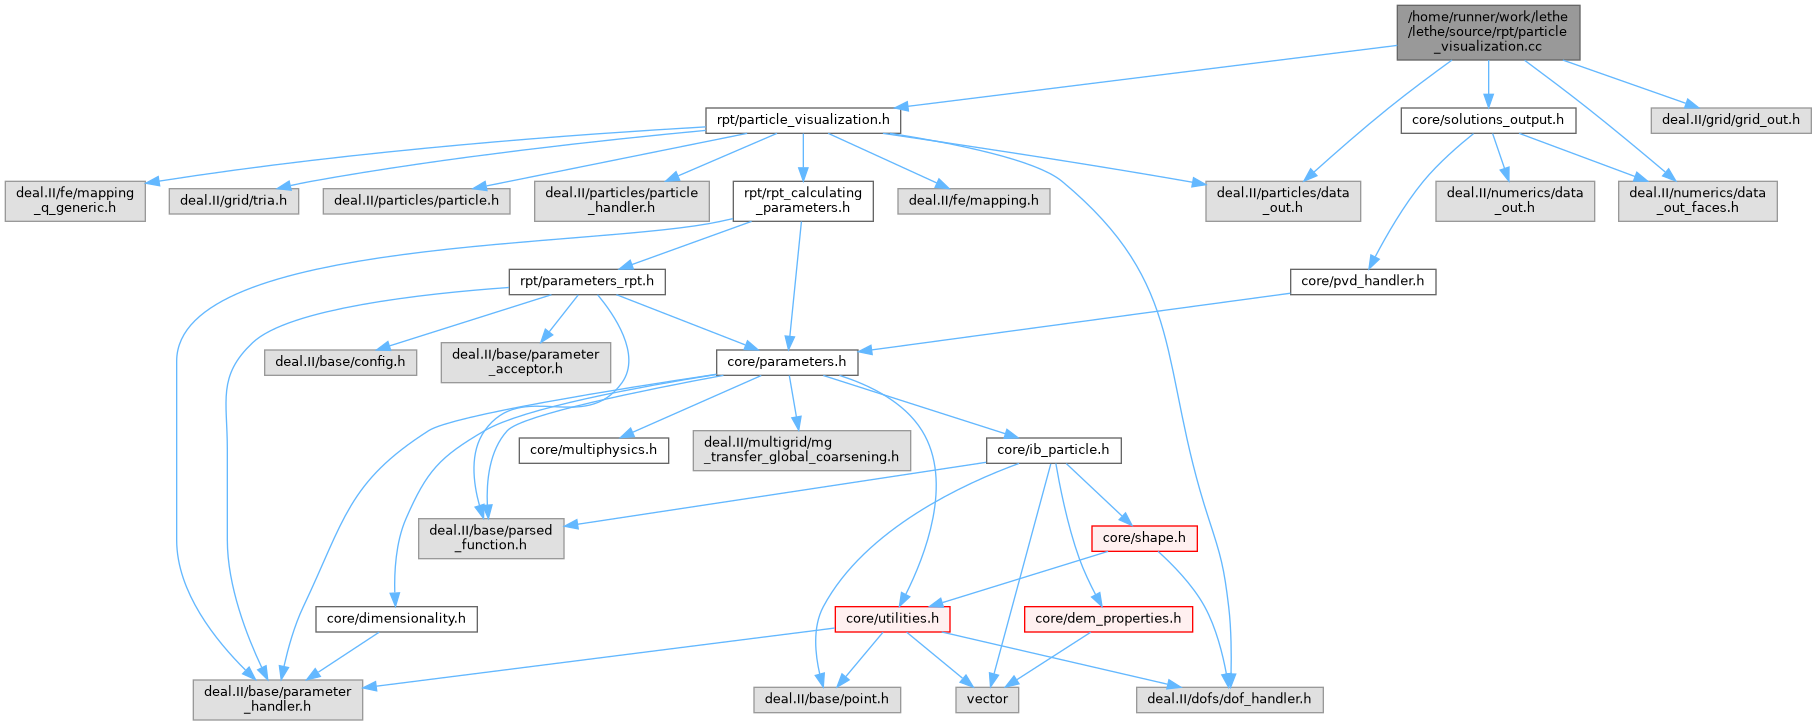 /home/runner/work/lethe
/lethe/source/rpt/particle
_visualization.cc
rpt/particle_visualization.h
core/solutions_output.h
deal.II/grid/grid_out.h
deal.II/fe/mapping
_q_generic.h
deal.II/grid/tria.h
deal.II/particles/particle.h
deal.II/particles/particle
_handler.h
rpt/rpt_calculating
_parameters.h
deal.II/fe/mapping.h
deal.II/particles/data
_out.h
deal.II/numerics/data
_out.h
deal.II/numerics/data
_out_faces.h
rpt/parameters_rpt.h
core/pvd_handler.h
deal.II/base/config.h
deal.II/base/parameter
_acceptor.h
core/parameters.h
core/multiphysics.h
deal.II/multigrid/mg
_transfer_global_coarsening.h
core/ib_particle.h
deal.II/base/parsed
_function.h
core/shape.h
core/dimensionality.h
core/utilities.h
core/dem_properties.h
deal.II/base/parameter
_handler.h
deal.II/base/point.h
vector
deal.II/dofs/dof_handler.h